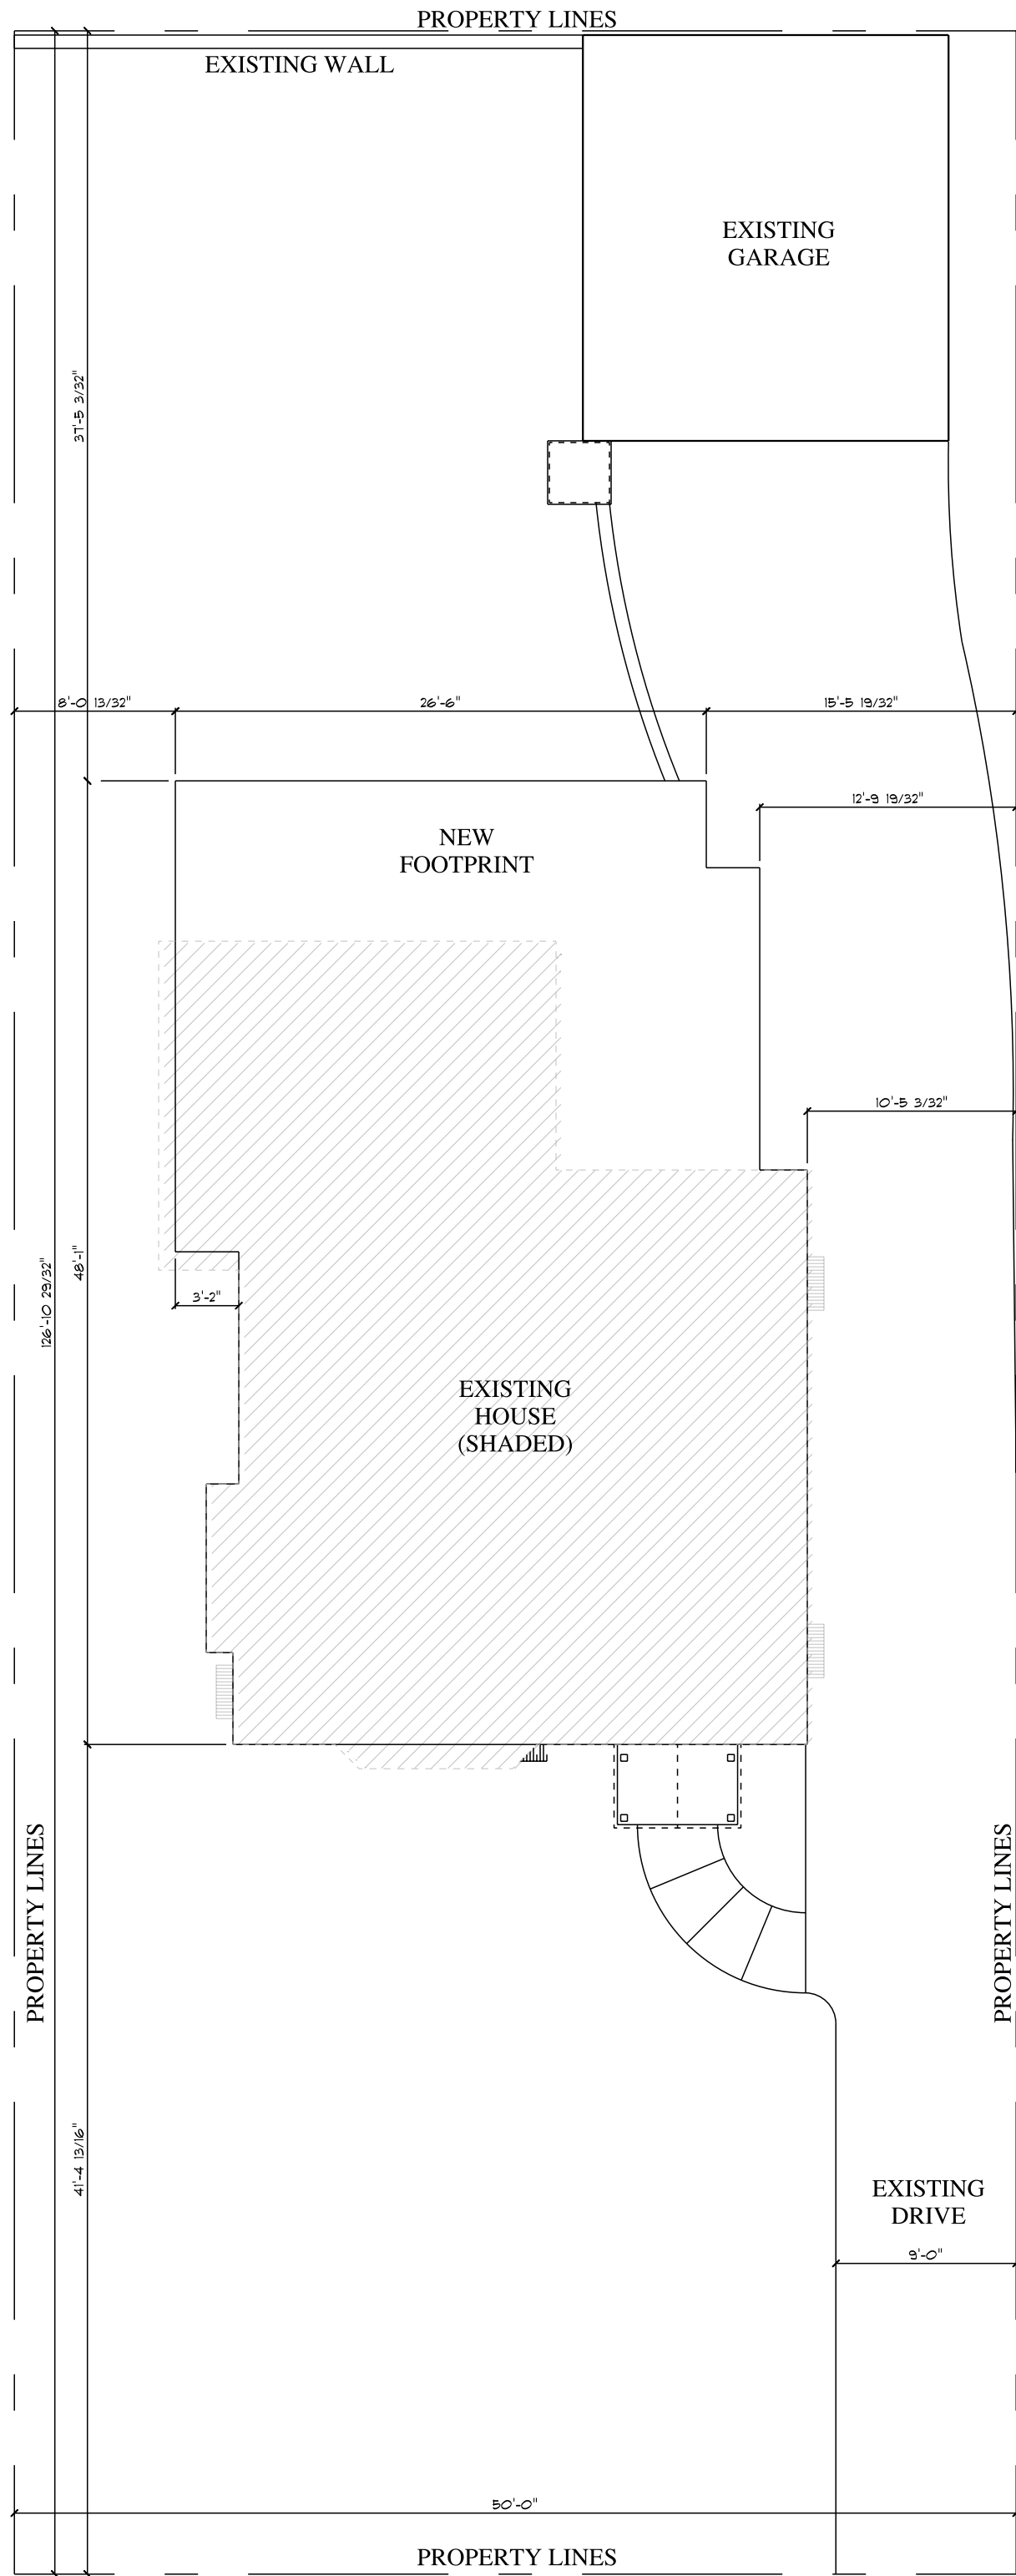 PROPERTY LINES
EXISTING WALL
EXISTING
GARAGE
37'-5 3/32"
8'-0 13/32"
26'-6"
15'-5 19/32"
12'-9 19/32"
NEW
FOOTPRINT
10'-5 3/32"
48'-1"
126'-10 29/32"
3'-2"
EXISTING
HOUSE
(SHADED)
PROPERTY LINES
PROPERTY LINES
41'-4 13/16"
EXISTING
DRIVE
9'-0"
50'-0"
PROPERTY LINES